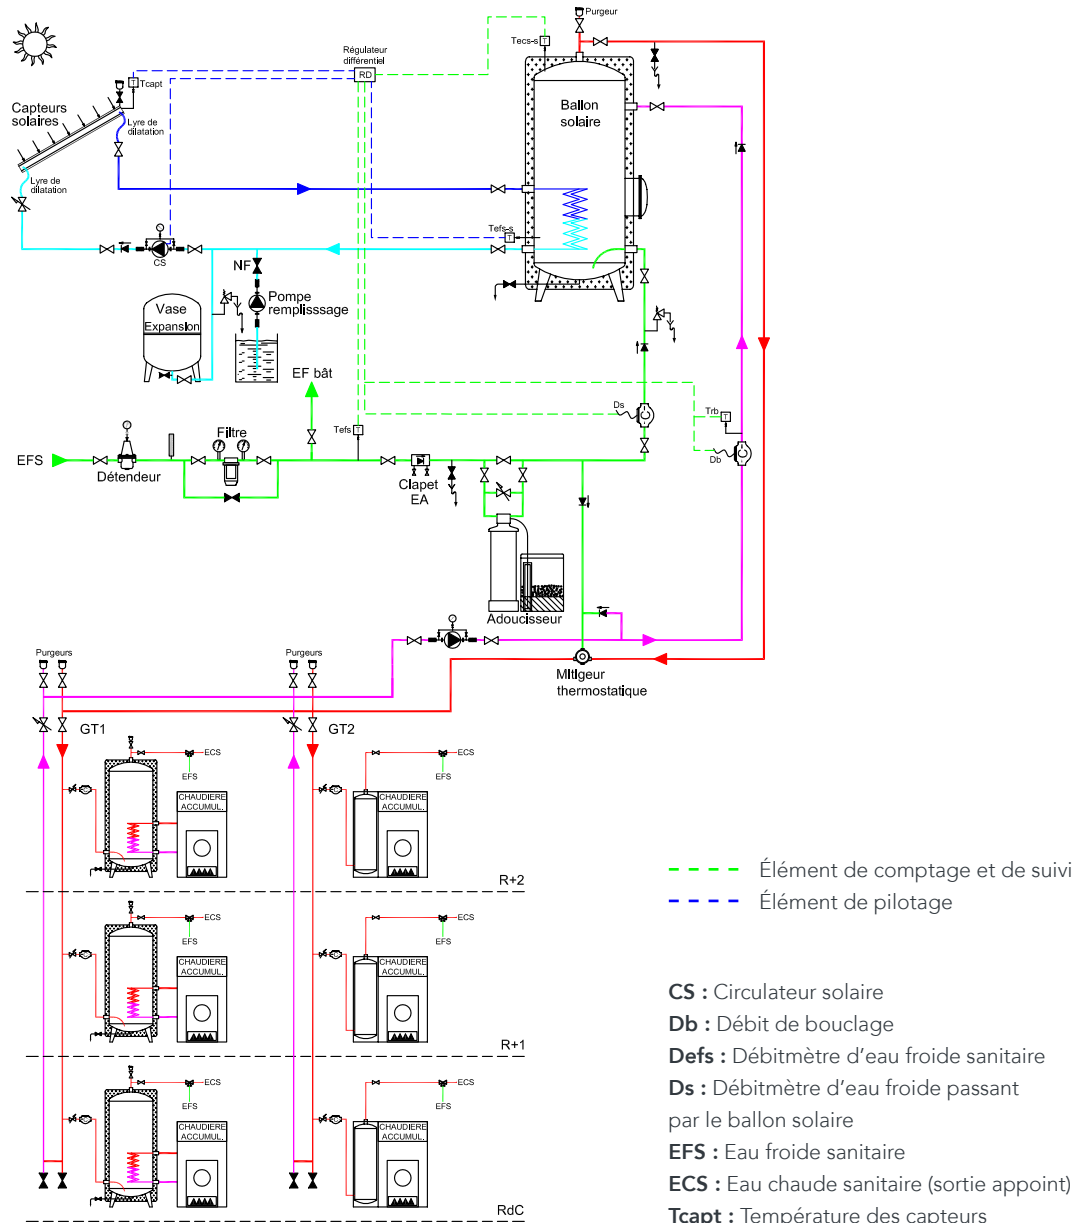 Purgeur
Tecs-s
T
Régulateur
différentiel
RD
T
Tcapt
Capteurs
solaires
Lyre de
dilatation
Lyre de
dilatation
Ballon
solaire
Tefs-s
T
CS
NF
Pompe
remplisssage
Vase
Expansion
EF bât
Ds
Trb
T
Db
C
C
EFS
Détendeur
Filtre
Tefs
T
Clapet
EA
Adoucisseur
Mitigeur
thermostatique
Purgeurs
Purgeurs
GT1
GT2
ECS
EFS
CHAUDIERE
ACCUMUL.
ECS
EFS
CHAUDIERE
ACCUMUL.
R+2
ECS
EFS
CHAUDIERE
ACCUMUL.
ECS
EFS
CHAUDIERE
ACCUMUL.
R+1
ECS
EFS
CHAUDIERE
ACCUMUL.
ECS
EFS
CHAUDIERE
ACCUMUL.
RdC
Élément de comptage et de suivi
Élément de pilotage
CS : Circulateur solaire
Db : Débit de bouclage
Defs : Débitmètre d'eau froide sanitaire
Ds : Débitmètre d'eau froide passant
par le ballon solaire
EFS : Eau froide sanitaire
ECS : Eau chaude sanitaire (sortie appoint)
Tcapt : Température des capteurs